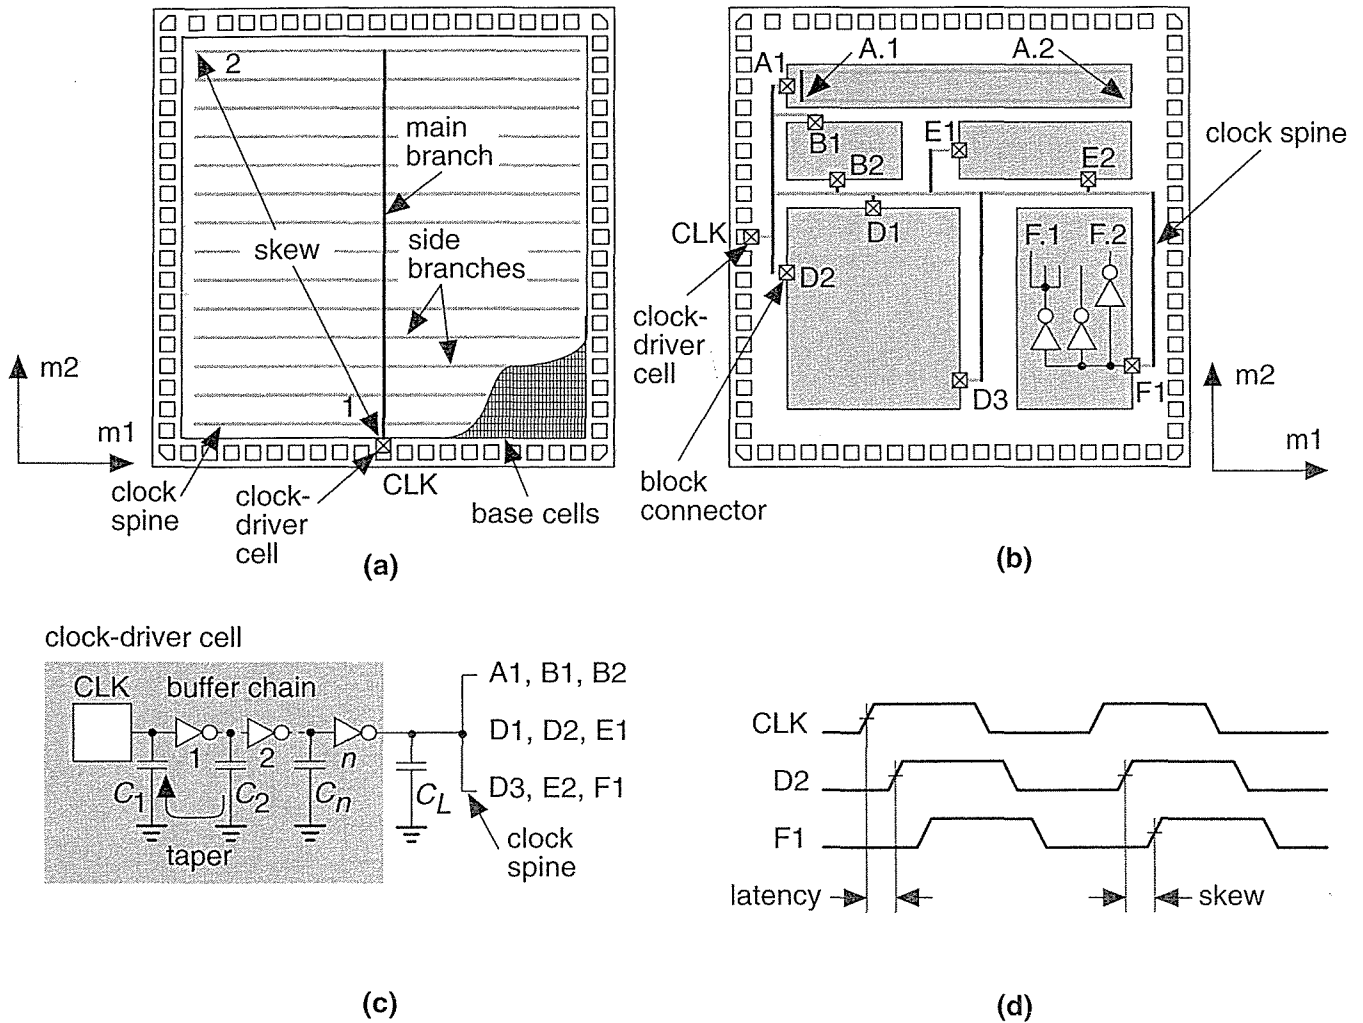 2
main
branch
side
branches
skew
1
m2
m1
clock
spine
clock-
driver
cell
CLK
base cells
(a)
A1
A.1
A.2
B1
B2
E1
E2
clock spine
CLK
D1
D2
F.1
F.2
clock-
driver
cell
D3
F1
block
connector
m2
m1
(b)
clock-driver cell
CLK
buffer chain
1
2
n
C1
C2
Cn
CL
taper
A1, B1, B2
D1, D2, E1
D3, E2, F1
clock
spine
(c)
CLK
D2
F1
latency
skew
(d)